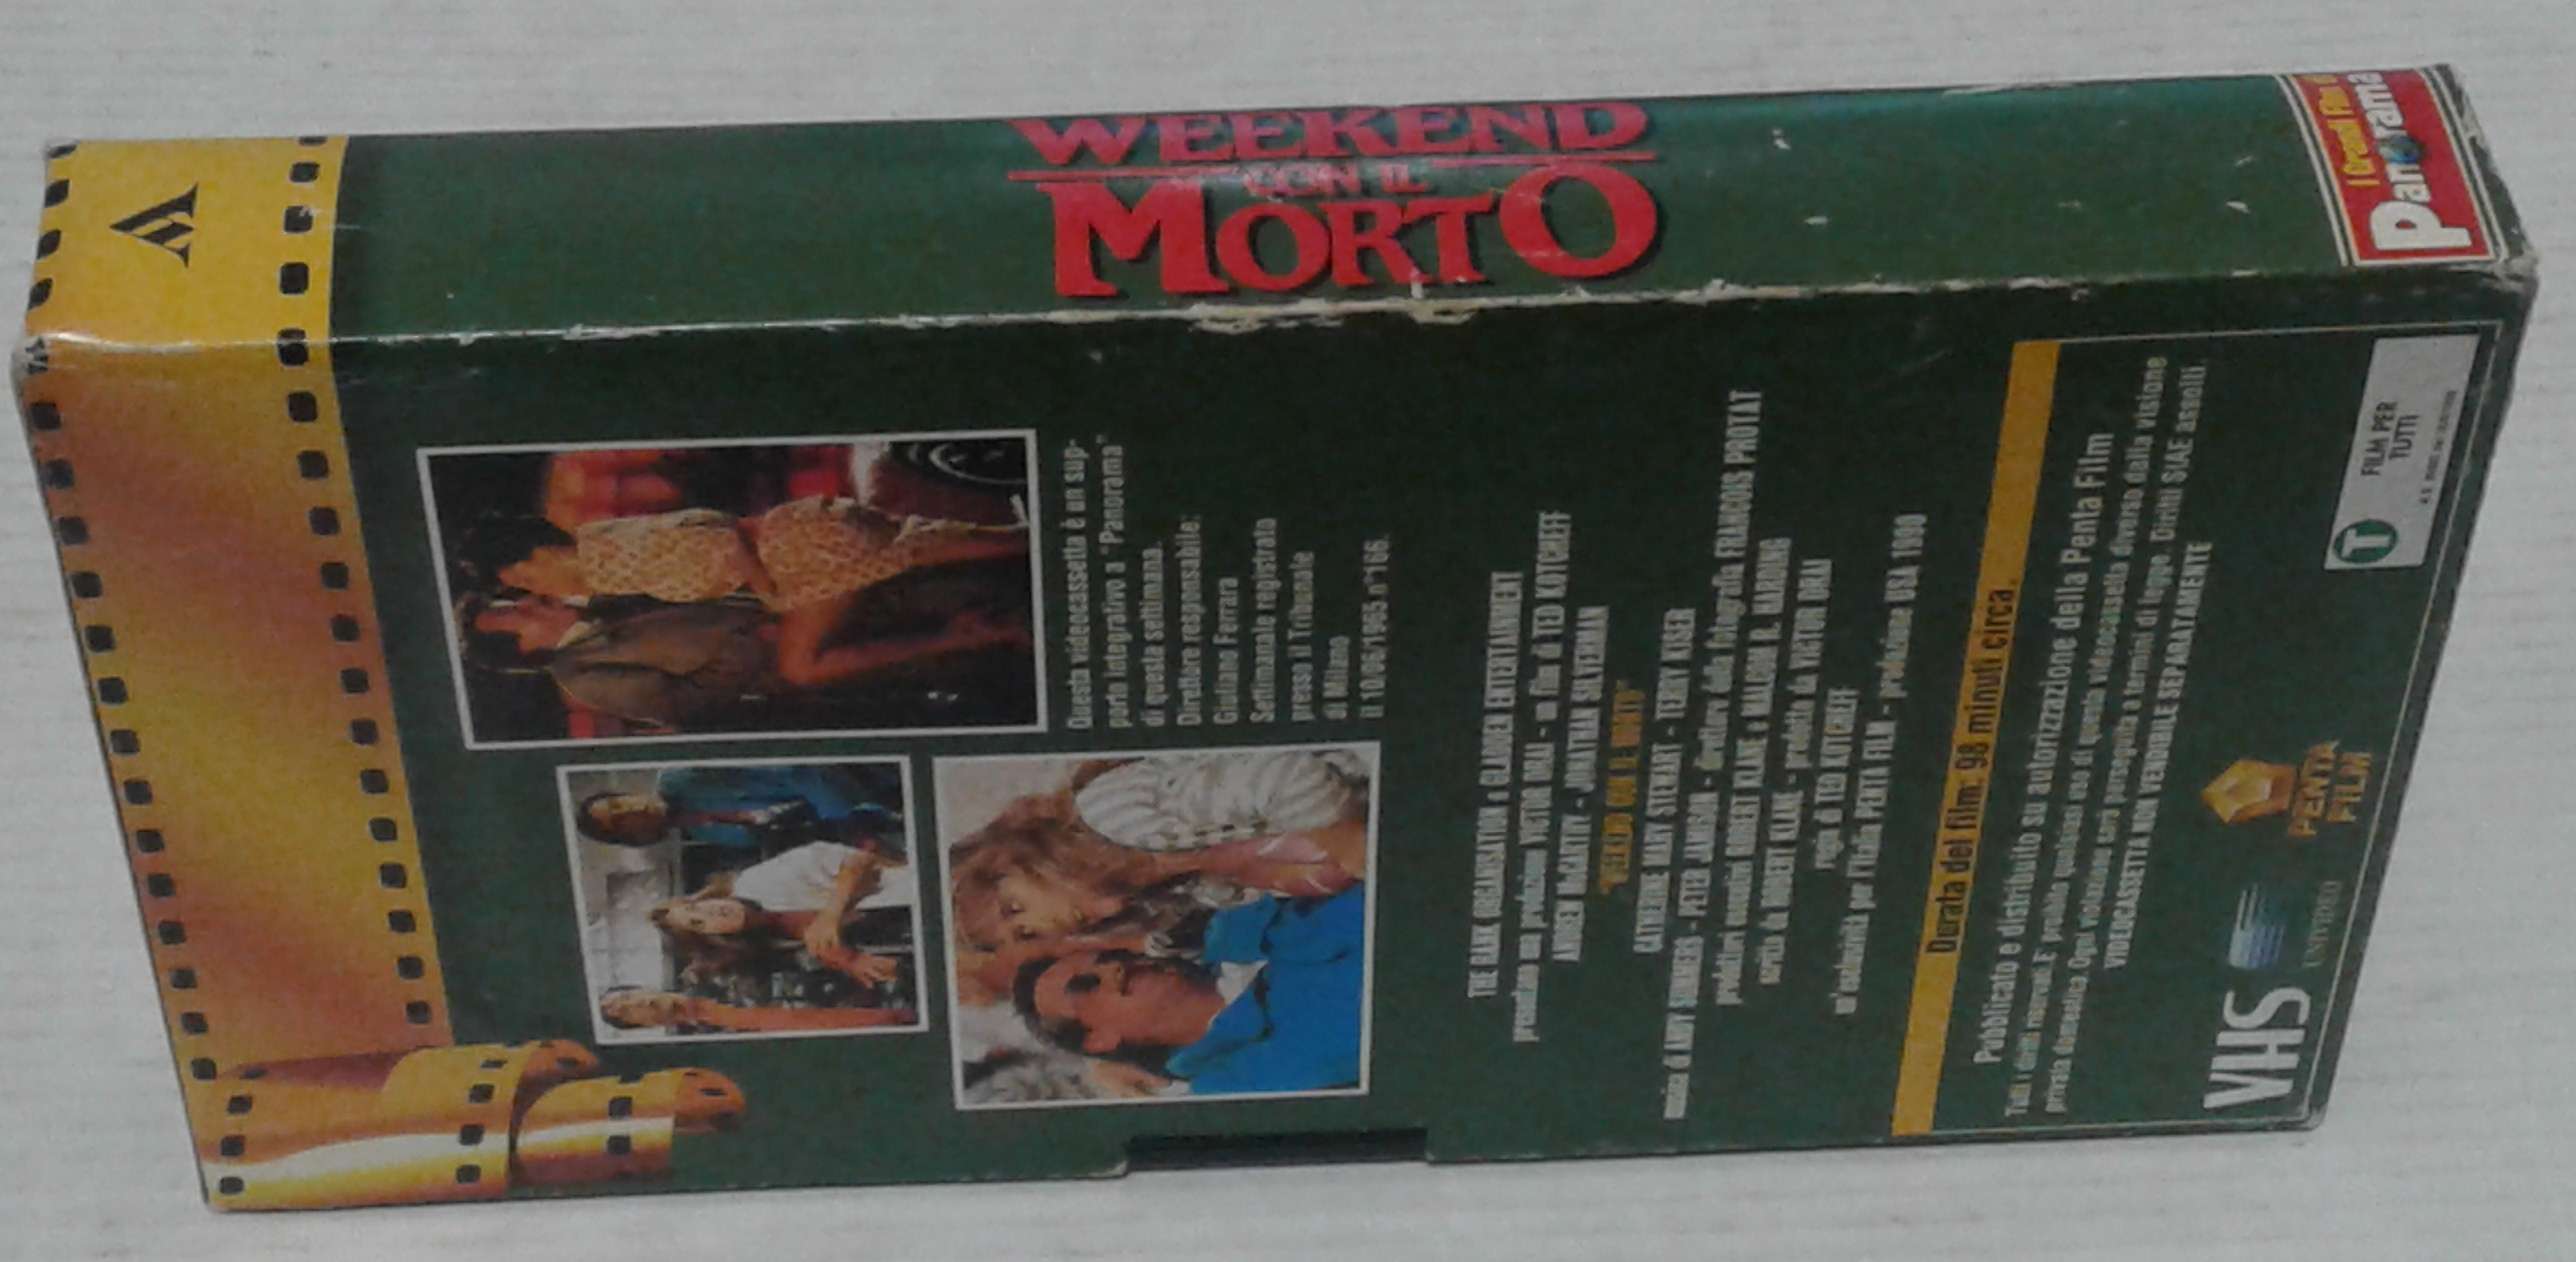 WEEKEND
CON IL
MORTO
I Grandi Film di
Panorama
Questa videocassetta è un sup-
porto integrativo a "Panorama"
di questa settimana.
Direttore responsabile:
Giuliano Ferrara
Settimanale registrato
presso il Tribunale
di Milano
il 10/06/1965 n°166.
THE RANK ORGANISATION e GLADDEN ENTERTAINMENT
presentano una produzione VICTOR DRAI - un film di TED KOTCHEFF
ANDREW McCARTHY - JONATHAN SILVERMAN
"WEEKEND CON IL MORTO"
CATHERINE MARY STEWART - TERRY KISER
musica di ANDY SUMMERS - PETER JAMISON - direttore della fotografia FRANCOIS PROTAT
produttori esecutivi ROBERT KLANE e MALCOLM R. HARDING
scritto da ROBERT KLANE - prodotto da VICTOR DRAI
regia di TED KOTCHEFF
un'esclusività per l'Italia PENTA FILM - produzione USA 1990
Durata del film: 98 minuti circa.
Pubblicato e distribuito su autorizzazione della Penta Film
Tutti i diritti riservati. E' proibito qualsiasi uso di questa videocassetta diverso dalla visione
privata domestica. Ogni violazione sarà perseguita a termini di legge. Diritti SIAE assolti.
VIDEOCASSETTA NON VENDIBILE SEPARATAMENTE
VHS
UNIVIDEO
PENTA
FILM
T
FILM PER
TUTTI